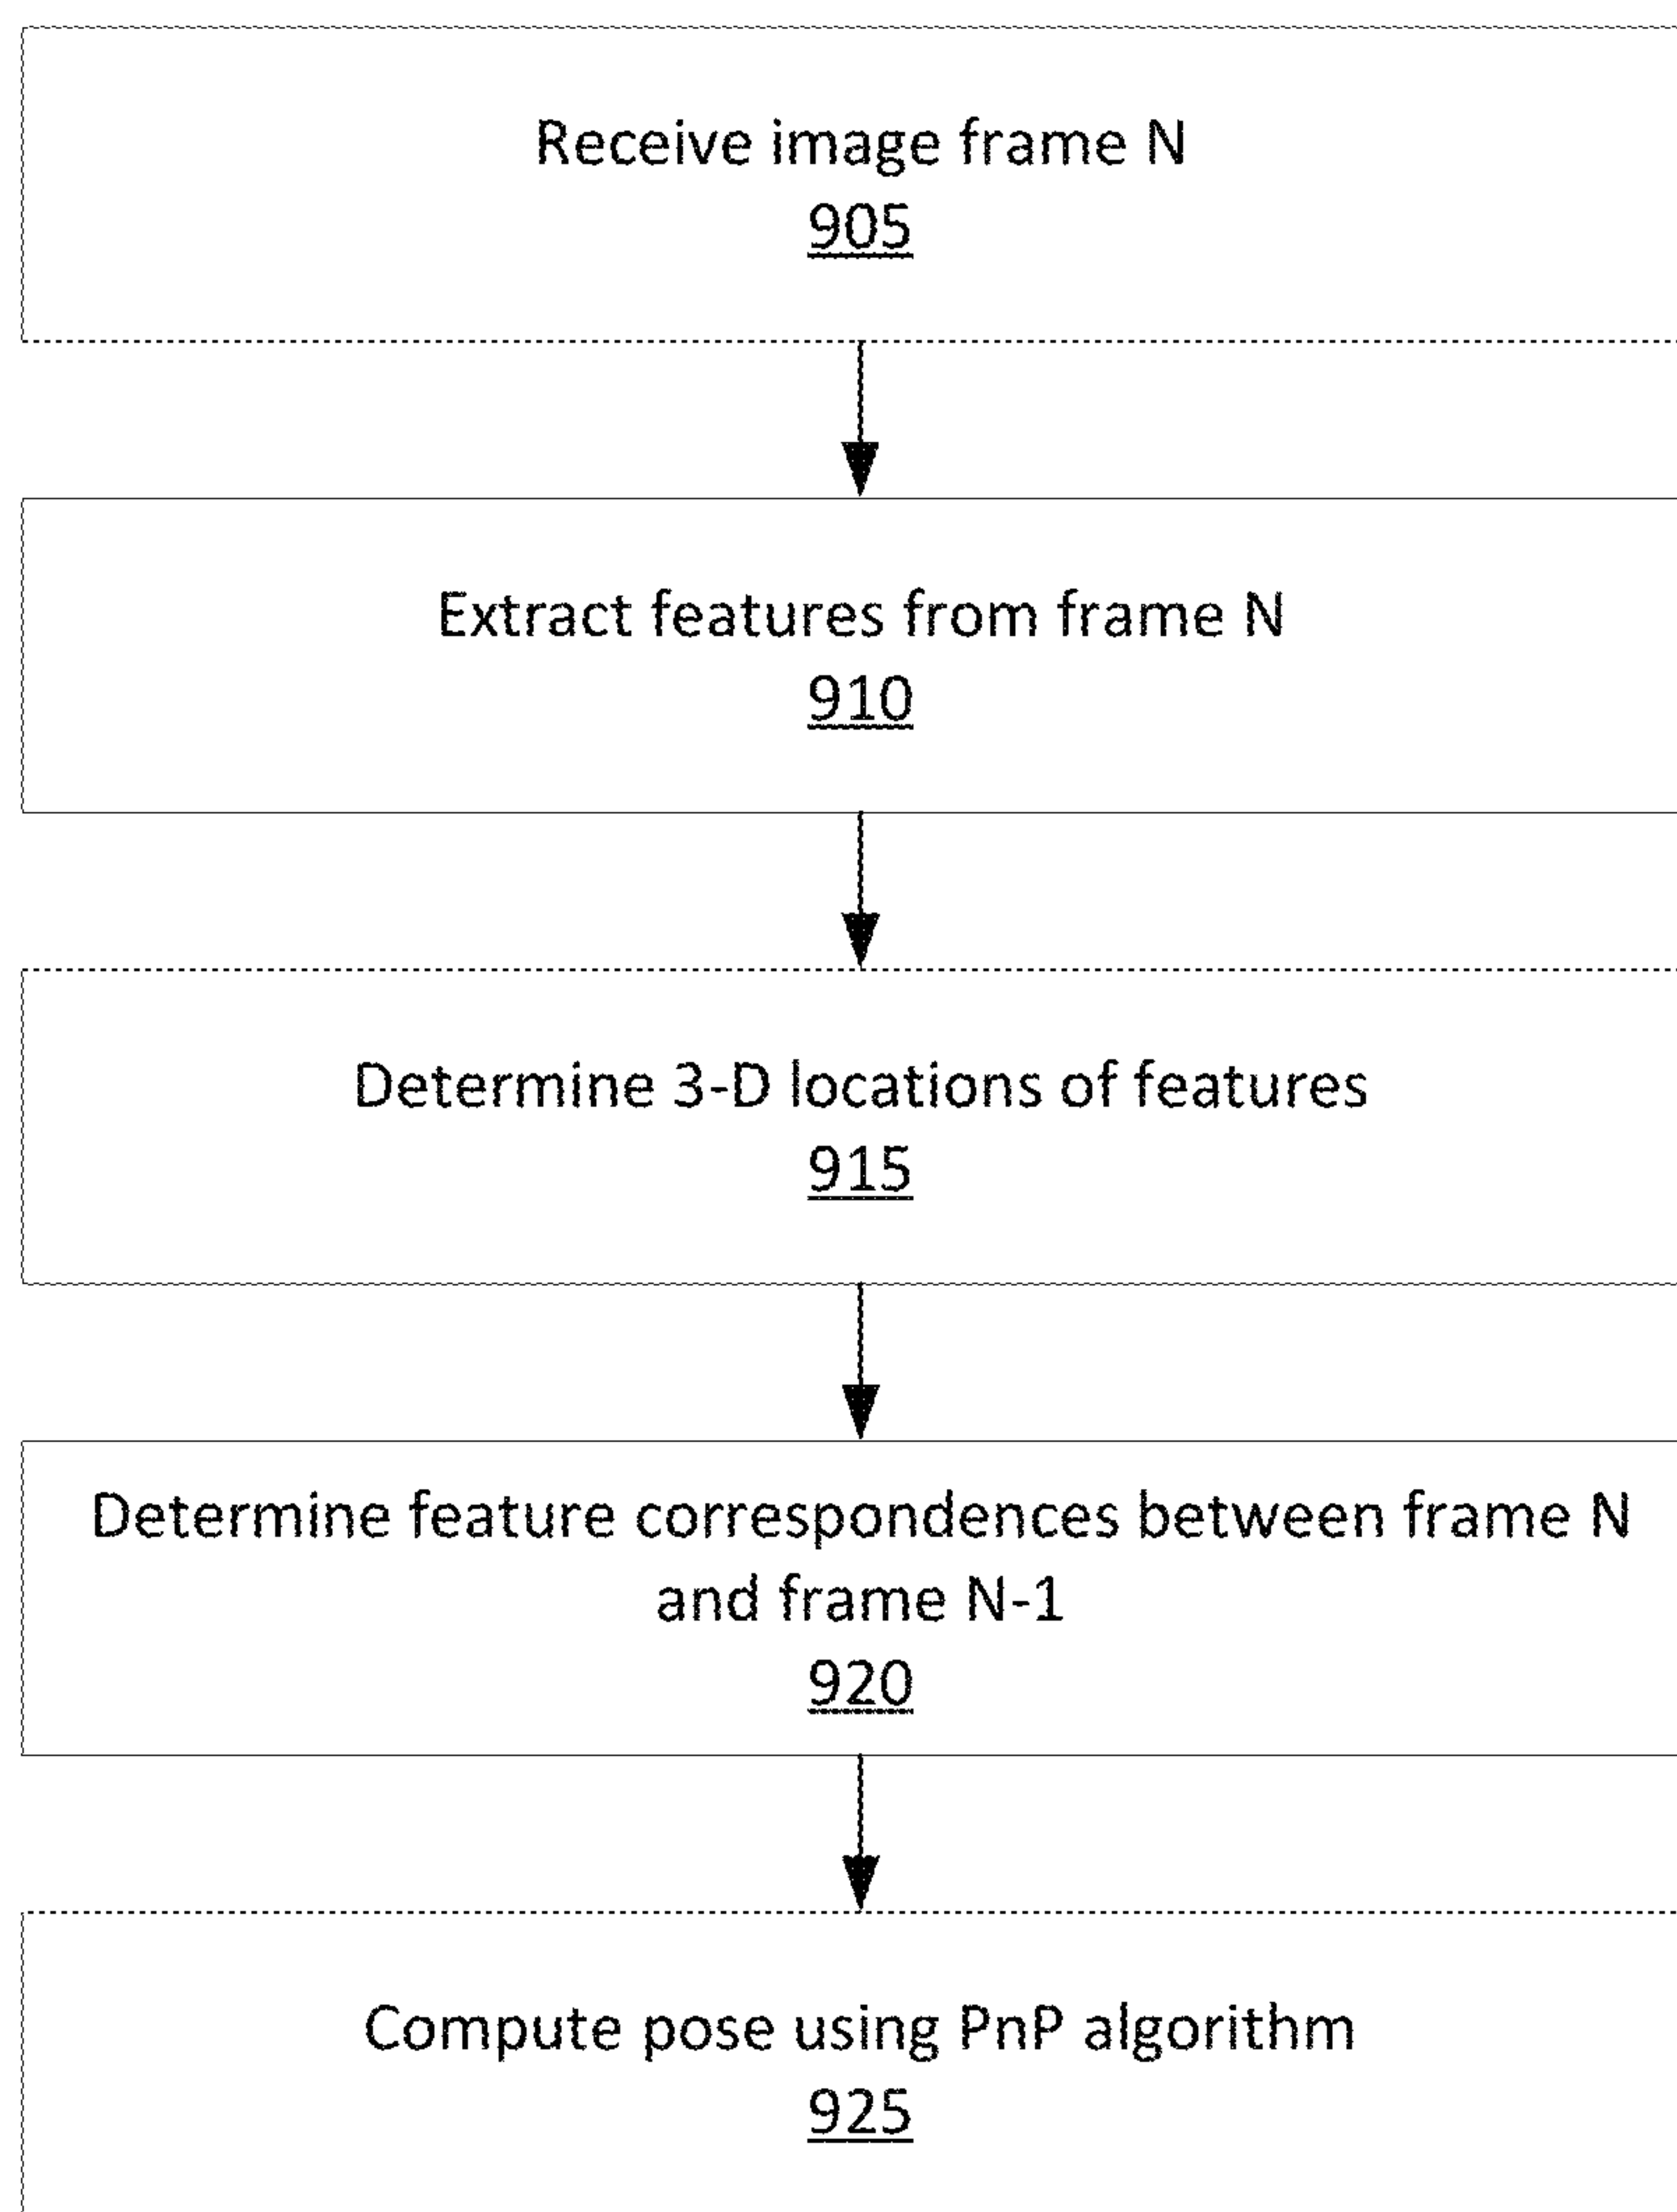 Receive image frame N
905
Extract features from frame N
910
Determine 3-D locations of features
915
Determine feature correspondences between frame N
and frame N-1
920
Compute pose using PnP algorithm
925